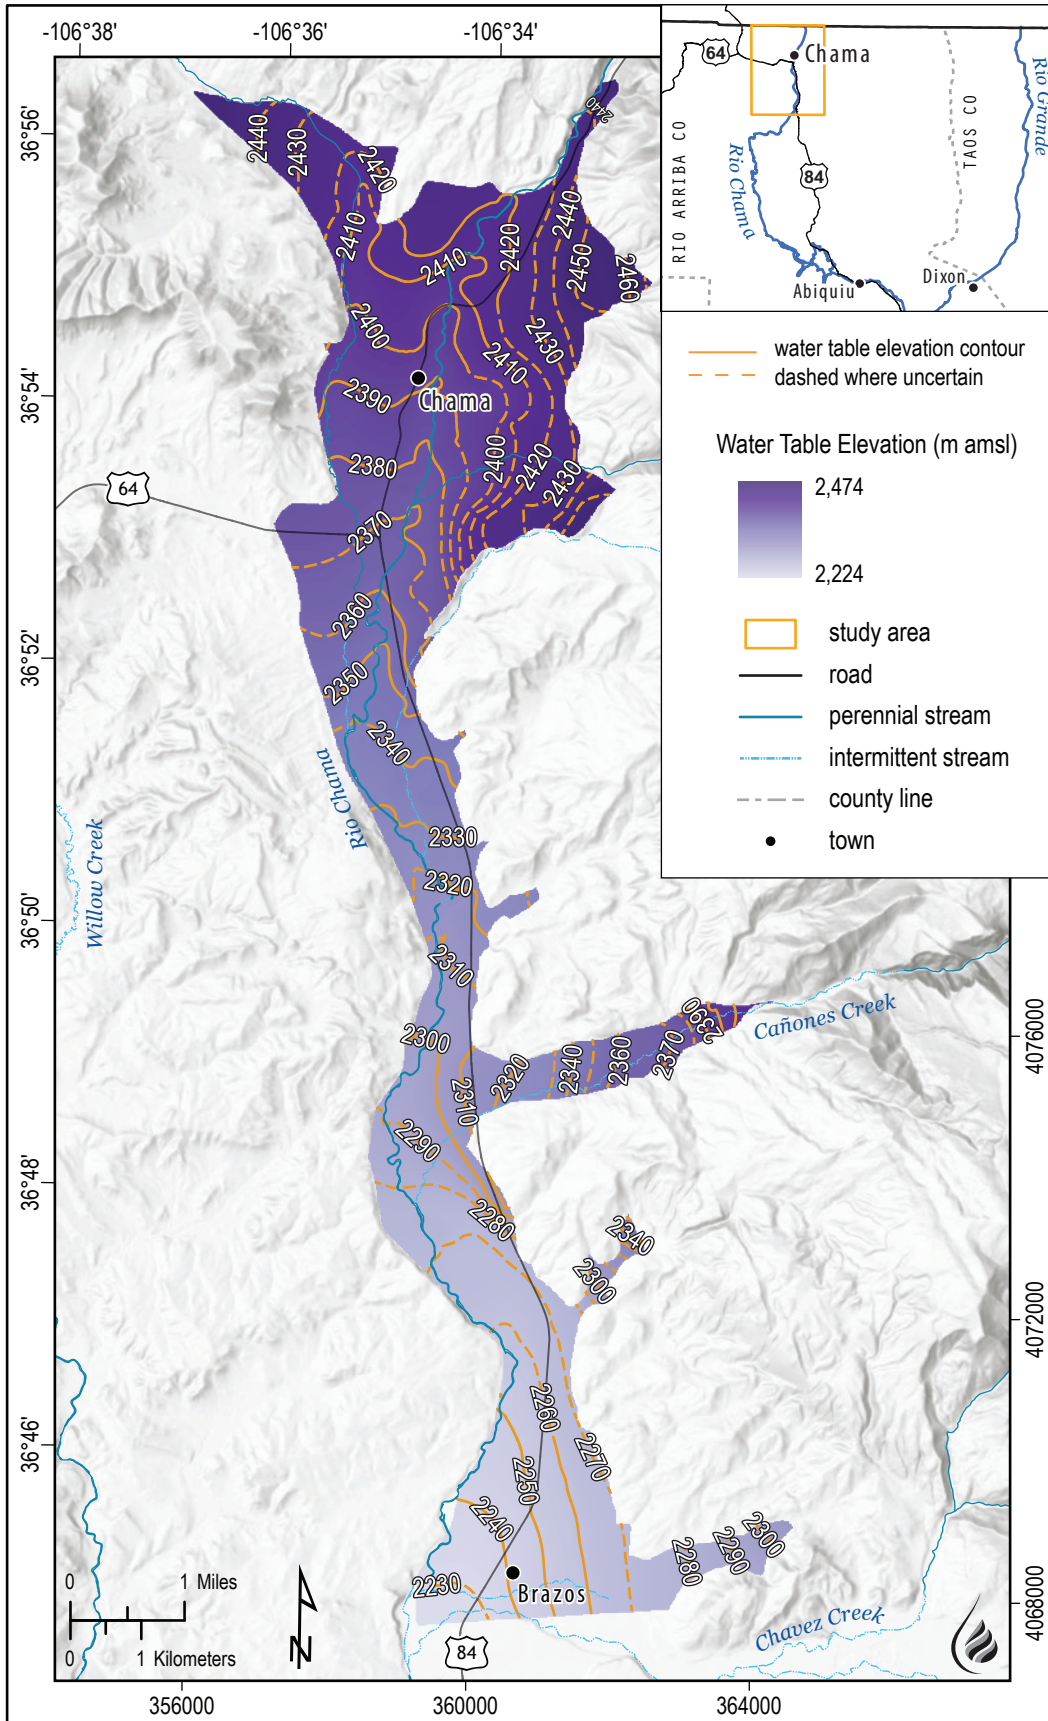 -106°38'
-106°36'
-106°34'
36°56'
36°54'
36°52'
36°50'
36°48'
36°46'
4076000
4072000
4068000
356000
360000
364000
64
Chama
RIO ARRIBA CO
Rio Chama
84
TAOS CO
Rio Grande
Abiquiu
Dixon
water table elevation contour
dashed where uncertain
Water Table Elevation (m amsl)
2,474
2,224
study area
road
perennial stream
intermittent stream
county line
town
2440
2440
2430
2420
2410
2410
2420
2440
2450
2460
2400
2430
2410
2390
Chama
2400
2420
2430
2380
64
2370
2360
2350
2340
Rio Chama
2330
2320
Willow Creek
2310
2300
2310
2320
2340
2360
2370
2390
Cañones Creek
2290
2280
2340
2300
2260
2270
2250
2240
2230
Brazos
2280
2290
2300
Chavez Creek
84
0 1 Miles
0 1 Kilometers
N